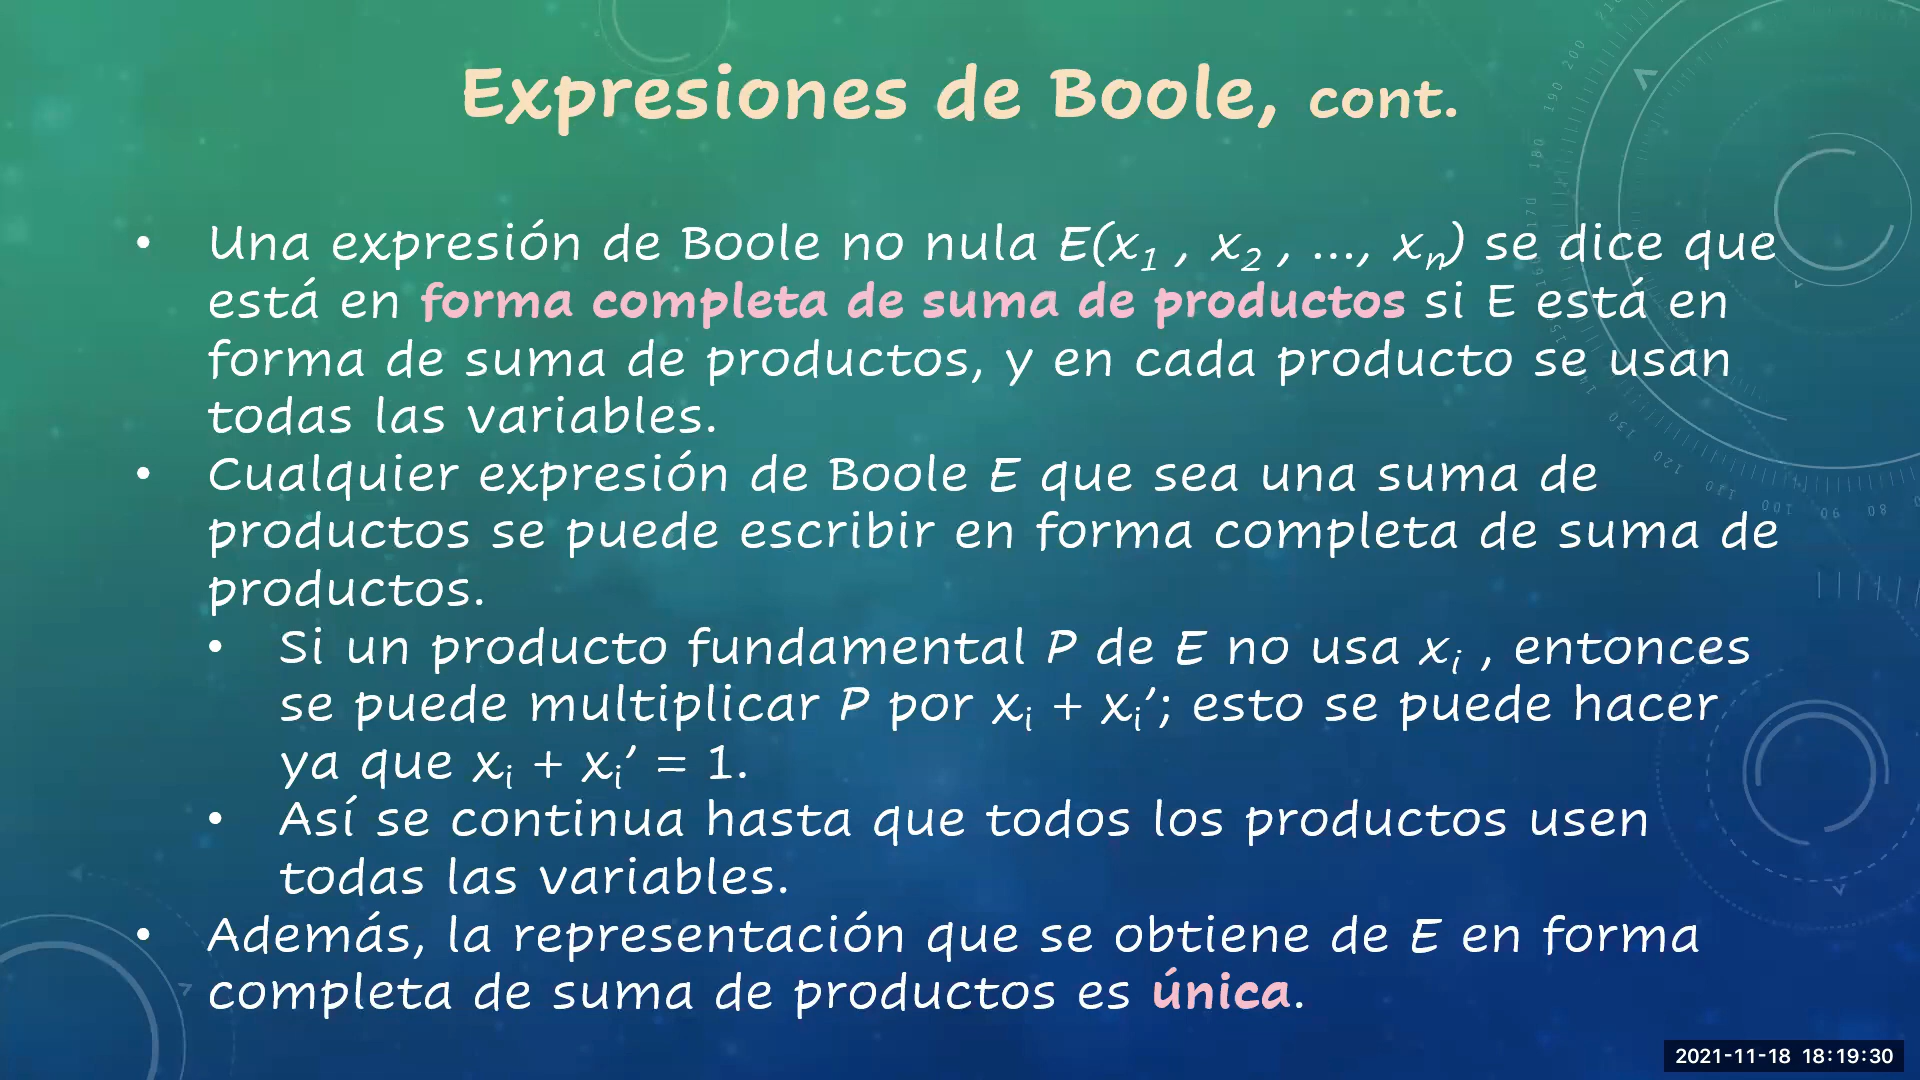 Expresiones de Boole, cont.
• Una expresión de Boole no nula E(x₁ , x₂ , ..., xₙ) se dice que
está en forma completa de suma de productos si E está en
forma de suma de productos, y en cada producto se usan
todas las variables.
• Cualquier expresión de Boole E que sea una suma de
productos se puede escribir en forma completa de suma de
productos.
• Si un producto fundamental P de E no usa xᵢ , entonces
se puede multiplicar P por xᵢ + xᵢ’; esto se puede hacer
ya que xᵢ + xᵢ’ = 1.
• Así se continua hasta que todos los productos usen
todas las variables.
• Además, la representación que se obtiene de E en forma
completa de suma de productos es única.
2021-11-18 18:19:30